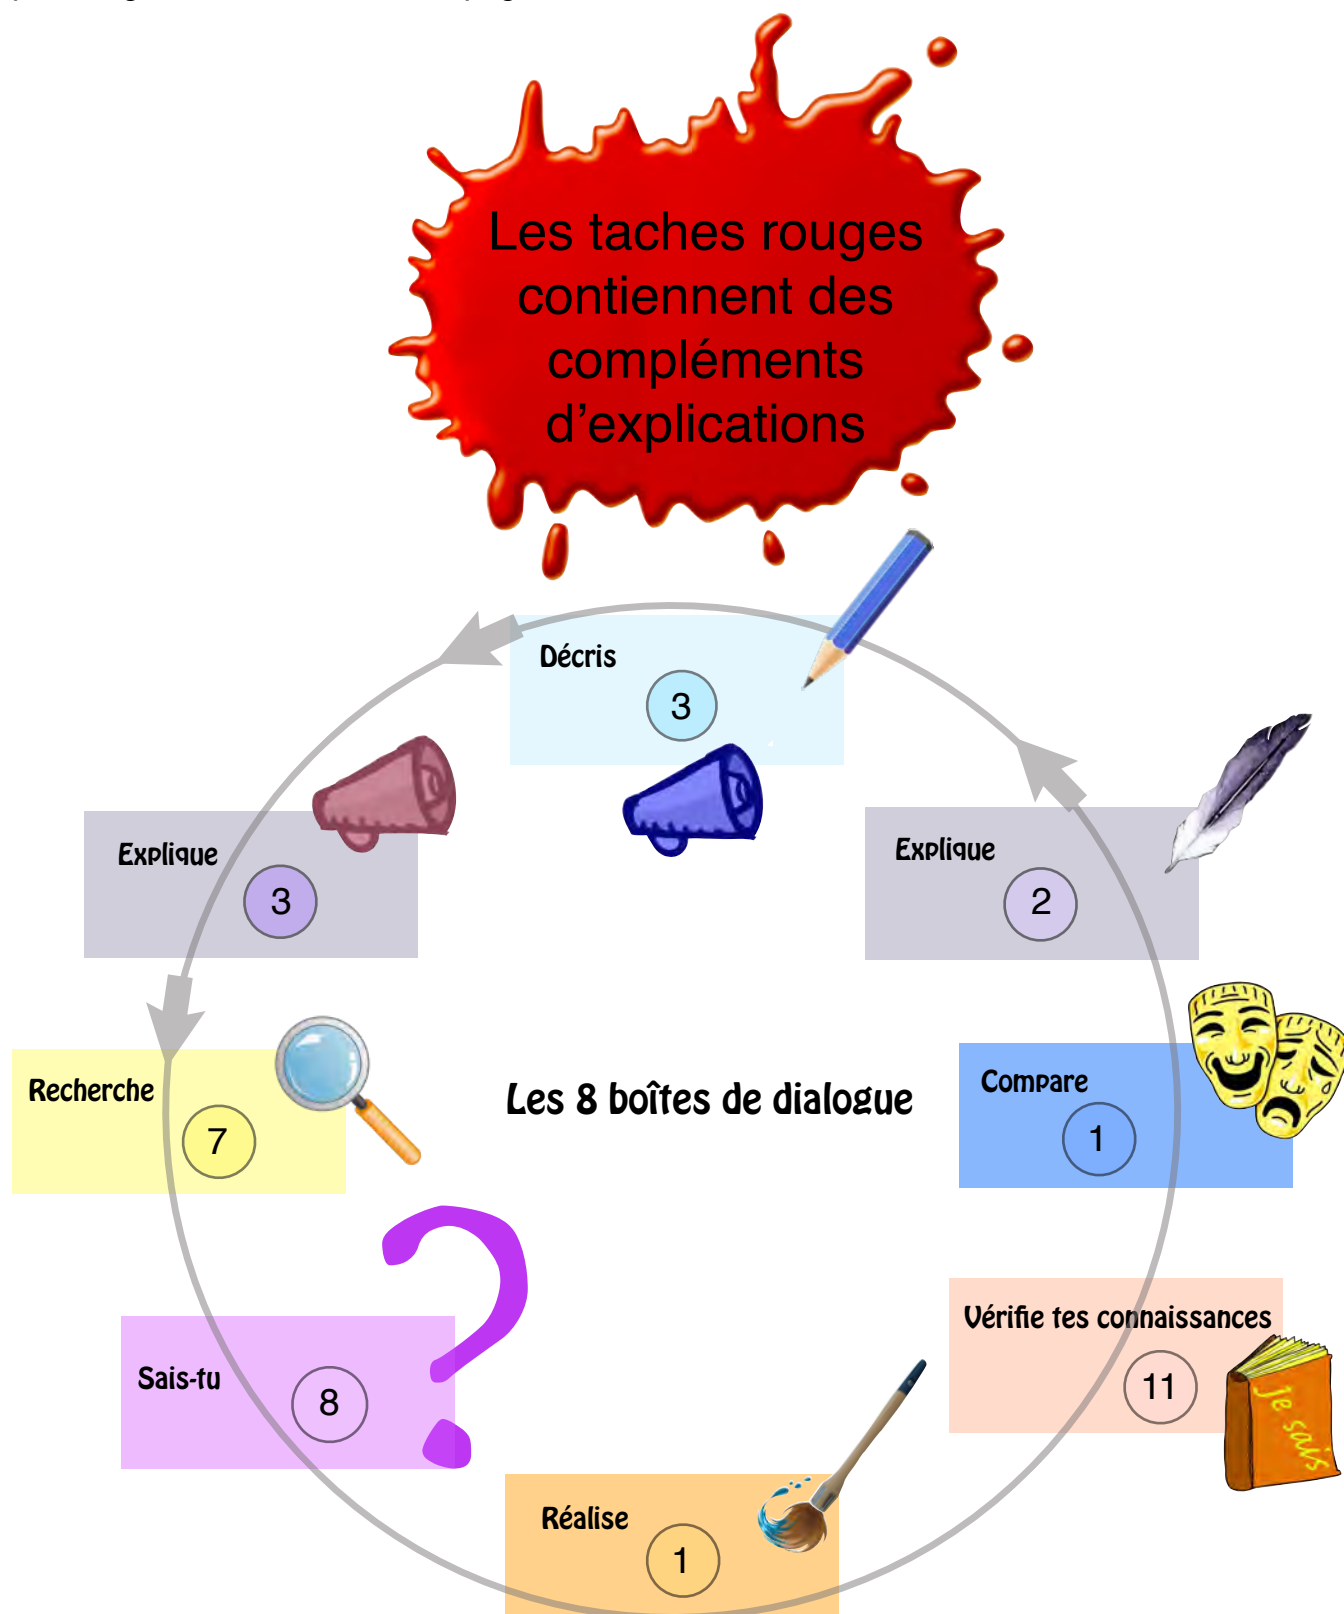 Les taches rouges
contiennent des
compléments
d'explications
Décris
3
Explique
3
Explique
2
Recherche
7
Les 8 boîtes de dialogue
Compare
1
Sais-tu
8
Vérifie tes connaissances
11
je sais
Réalise
1